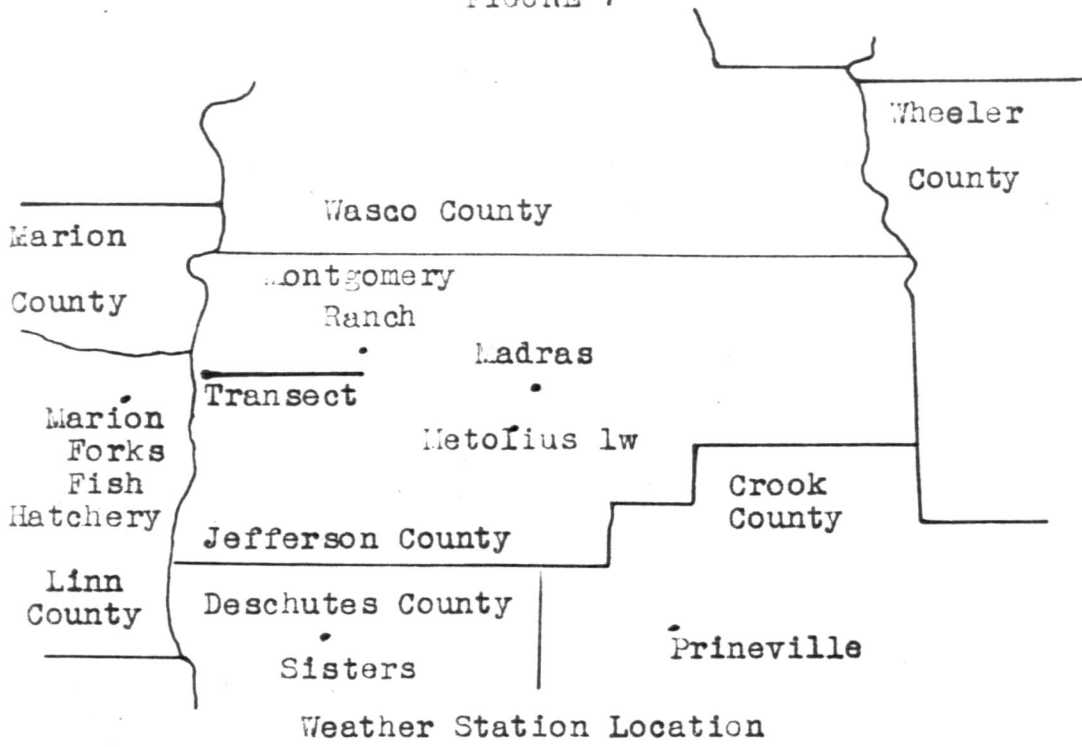 FIGURE 7
Wheeler
County
Wasco County
Marion
County
Montgomery
Ranch
Madras
Transect
Marion
Forks
Fish
Hatchery
Metolius 1w
Crook
County
Jefferson County
Linn
County
Deschutes County
Sisters
Prineville
Weather Station Location